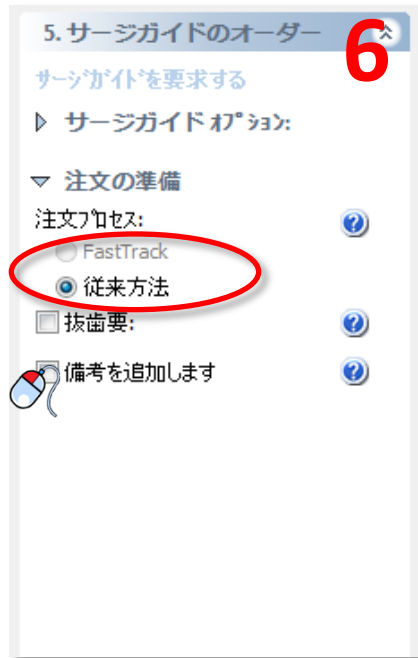 5. サージガイドのオーダー
6
サージガイドを要求する
サージガイド オプション:
注文の準備
注文プロセス:
FastTrack
従来方法
抜歯要:
備考を追加します